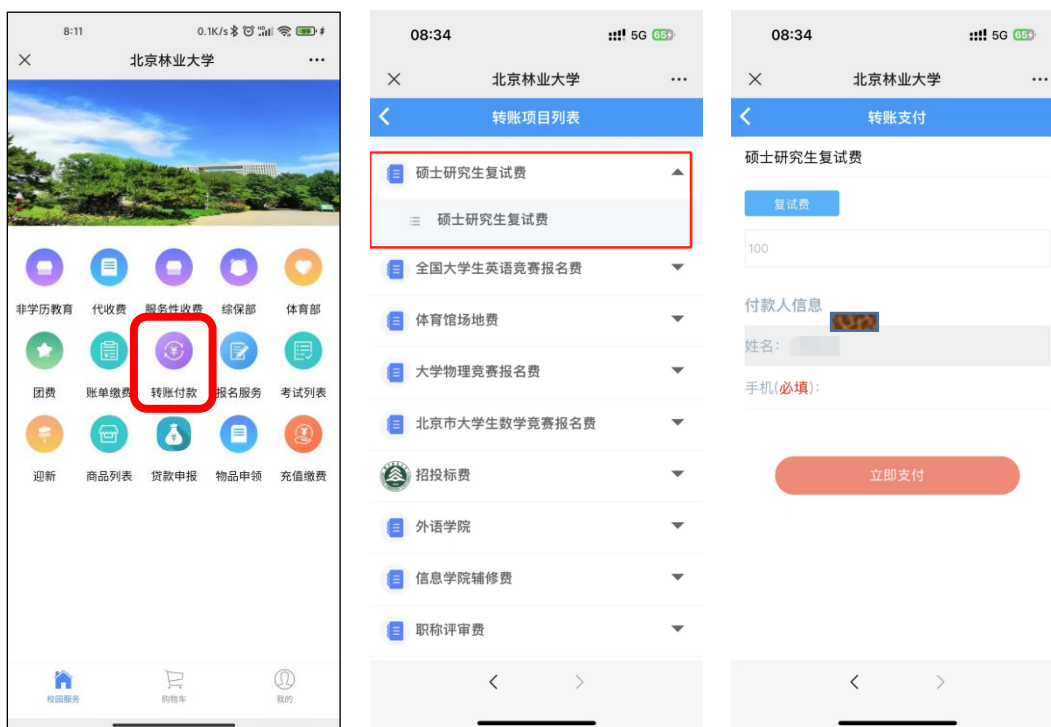 8:11
0.1K/s
北京林业大学
非学历教育 代收费 服务性收费 综保部 体育部
团费 账单缴费 转账付款 报名服务 考试列表
迎新 商品列表 贷款申报 物品申领 充值缴费
校园服务 购物车 我的
08:34
5G 65
北京林业大学
转账项目列表
硕士研究生复试费
硕士研究生复试费
全国大学生英语竞赛报名费
体育馆场地费
大学物理竞赛报名费
北京市大学生数学竞赛报名费
招投标费
外语学院
信息学院辅修费
职称评审费
08:34
5G 65
北京林业大学
转账支付
硕士研究生复试费
复试费
100
付款人信息
姓名：
手机(必填)：
立即支付